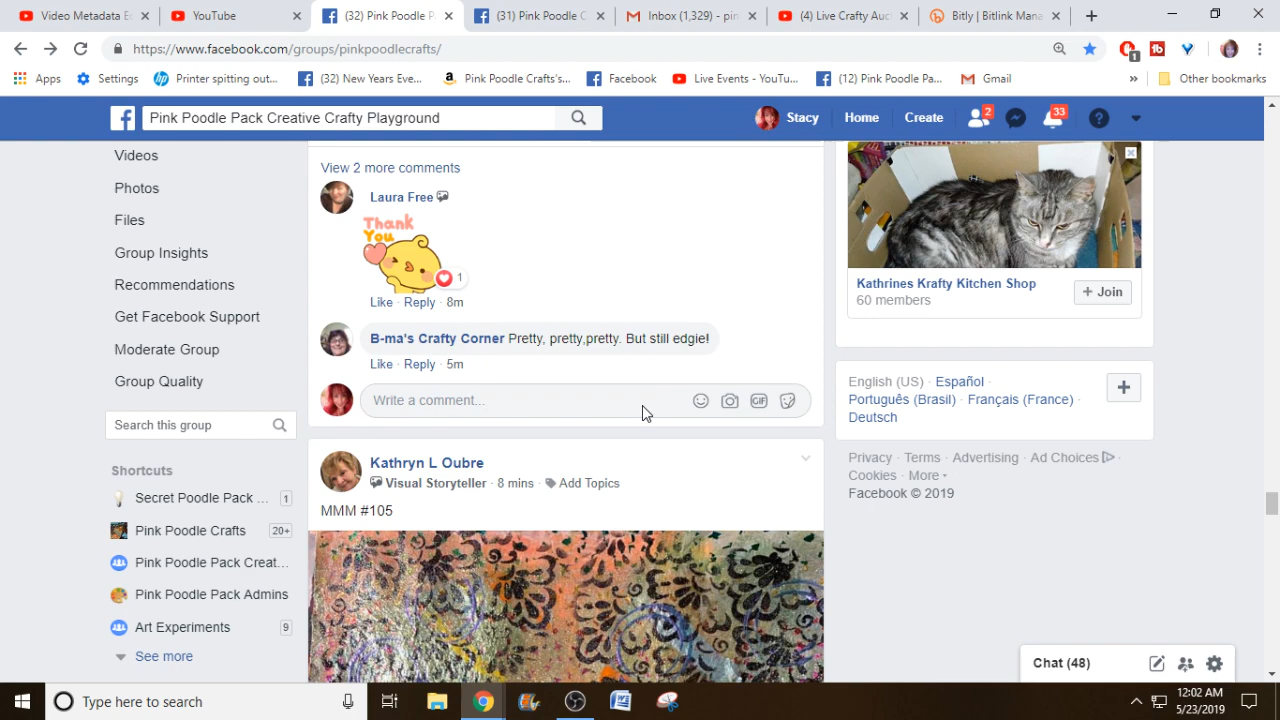 Video Metadata E
YouTube
(32) Pink Poodle P
(31) Pink Poodle C
Inbox (1,329) - pin
(4) Live Crafty Auc
Bitly | Bitlink Mana
https://www.facebook.com/groups/pinkpoodlecrafts/
1
Apps
Settings
Printer spitting out...
(32) New Years Eve...
Pink Poodle Crafts's...
Facebook
Live Events - YouTu...
(12) Pink Poodle Pa...
Gmail
»
Other bookmarks
Pink Poodle Pack Creative Crafty Playground
Stacy
Home
Create
2
33
Videos
Photos
Files
Group Insights
Recommendations
Get Facebook Support
Moderate Group
Group Quality
Search this group
Shortcuts
Secret Poodle Pack ... 1
Pink Poodle Crafts 20+
Pink Poodle Pack Creat...
Pink Poodle Pack Admins
Art Experiments 9
See more
View 2 more comments
Laura Free
Thank
You
1
Like · Reply · 8m
B-ma's Crafty Corner Pretty, pretty,pretty. But still edgie!
Like · Reply · 5m
Write a comment...
GIF
Kathryn L Oubre
Visual Storyteller · 8 mins · Add Topics
MMM #105
Kathrines Krafty Kitchen Shop
60 members
+ Join
English (US) · Español ·
Português (Brasil) · Français (France) ·
Deutsch
Privacy · Terms · Advertising · Ad Choices ·
Cookies · More
Facebook © 2019
Chat (48)
Type here to search
12:02 AM
5/23/2019